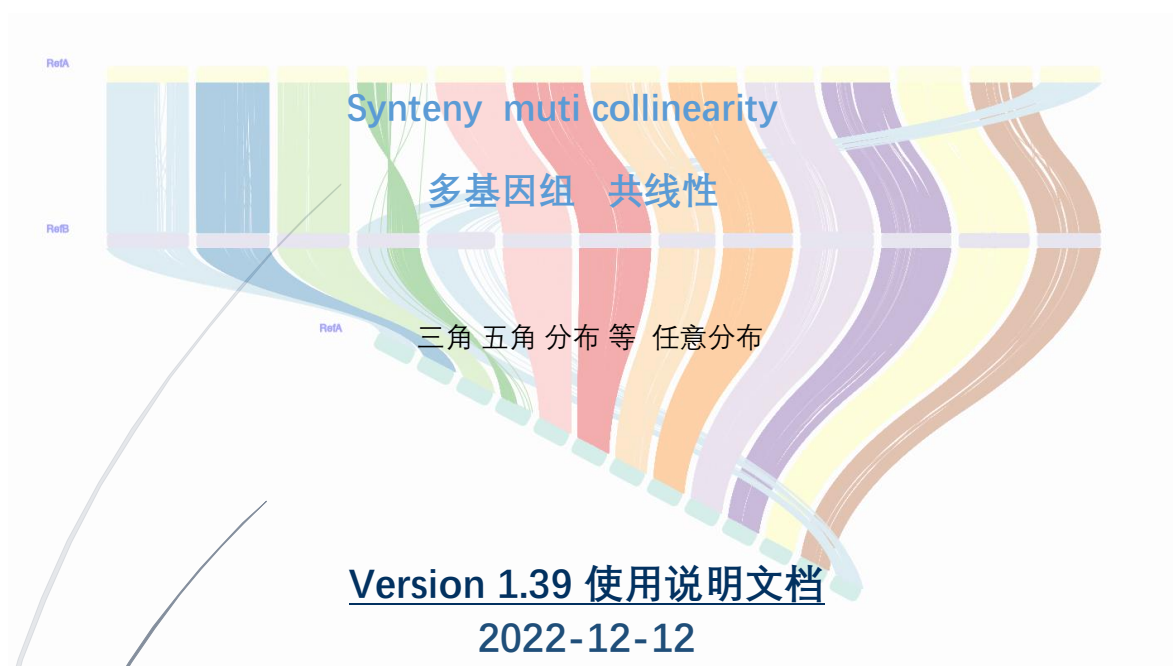 RefA
Synteny muti collinearity
多基因组 共线性
RefB
RefA
三角 五角 分布 等 任意分布
Version 1.39 使用说明文档
2022-12-12